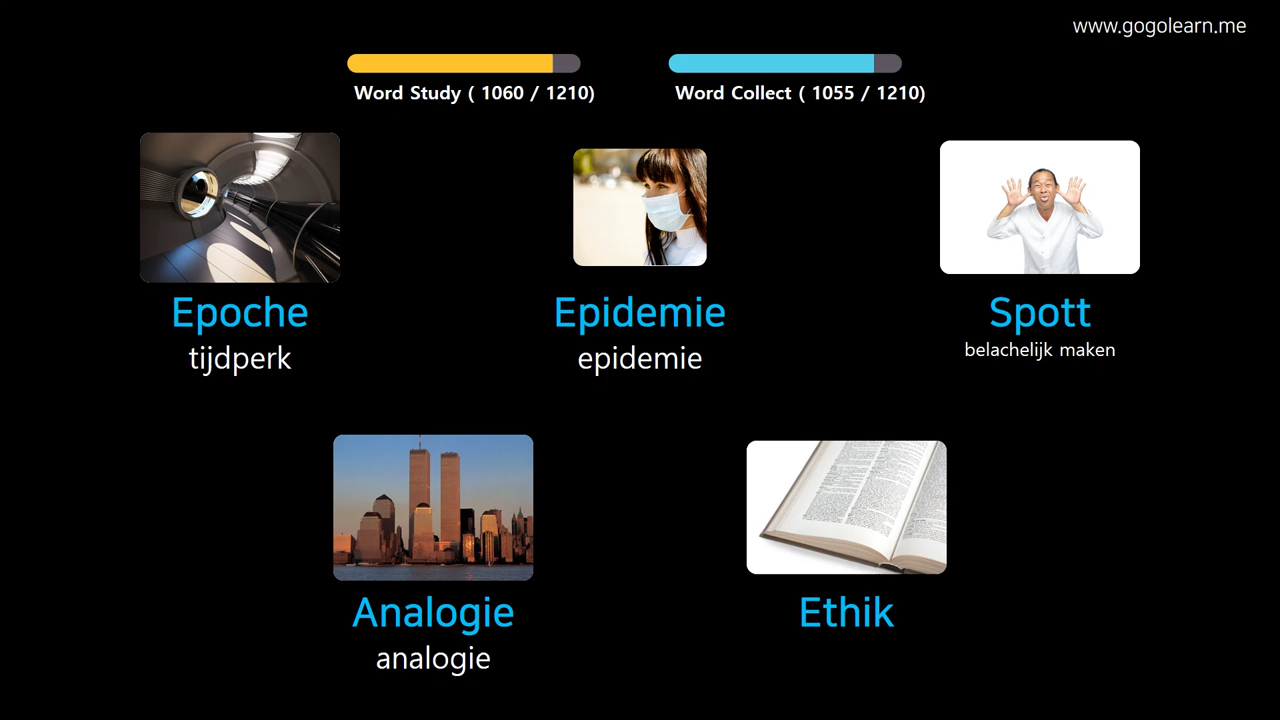 www.gogolearn.me
Word Study ( 1060 / 1210)
Word Collect ( 1055 / 1210)
Epoche
tijdperk
Epidemie
epidemie
Spott
belachelijk maken
Analogie
analogie
Ethik